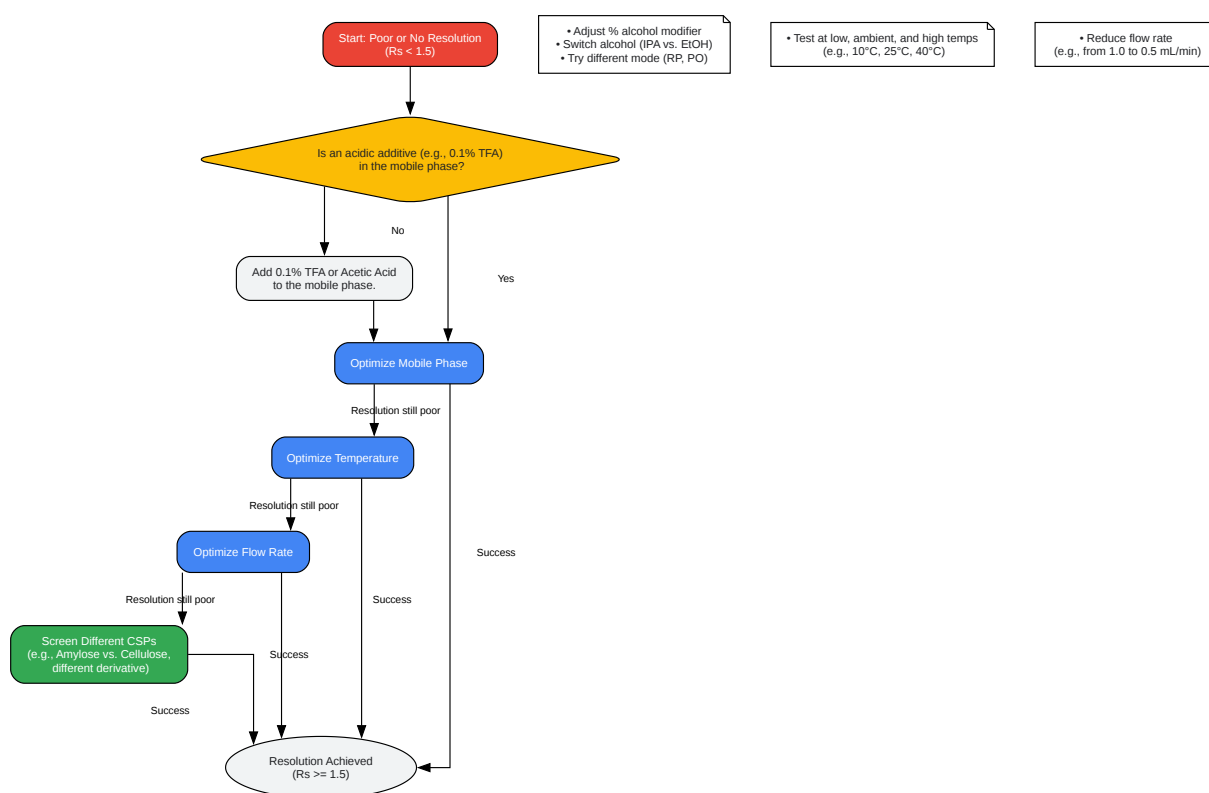 Start: Poor or No Resolution
(Rs < 1.5)
• Adjust % alcohol modifier
• Switch alcohol (IPA vs. EtOH)
• Try different mode (RP, PO)
• Test at low, ambient, and high temps
(e.g., 10°C, 25°C, 40°C)
• Reduce flow rate
(e.g., from 1.0 to 0.5 mL/min)
Is an acidic additive (e.g., 0.1% TFA)
in the mobile phase?
No
Add 0.1% TFA or Acetic Acid
to the mobile phase.
Yes
Optimize Mobile Phase
Resolution still poor
Optimize Temperature
Resolution still poor
Optimize Flow Rate
Success
Resolution still poor
Success
Screen Different CSPs
(e.g., Amylose vs. Cellulose,
different derivative)
Success
Success
Resolution Achieved
(Rs >= 1.5)